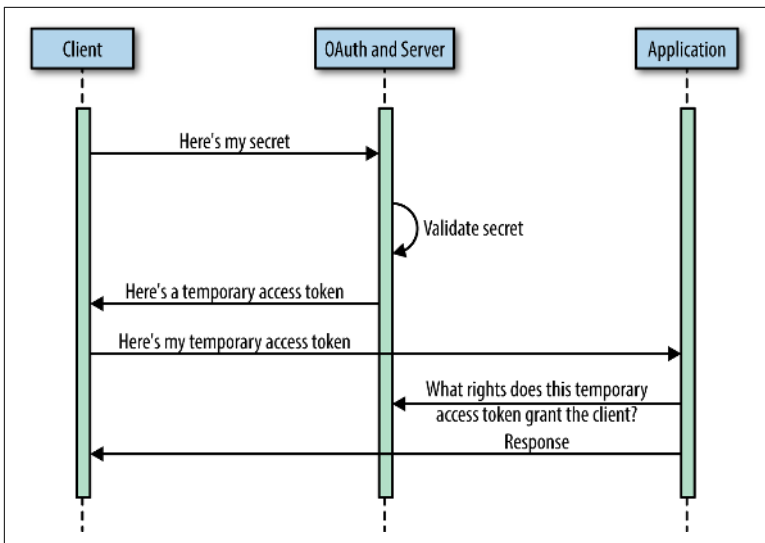 Client
OAuth and Server
Application
Here's my secret
Validate secret
Here's a temporary access token
Here's my temporary access token
What rights does this temporary
access token grant the client?
Response